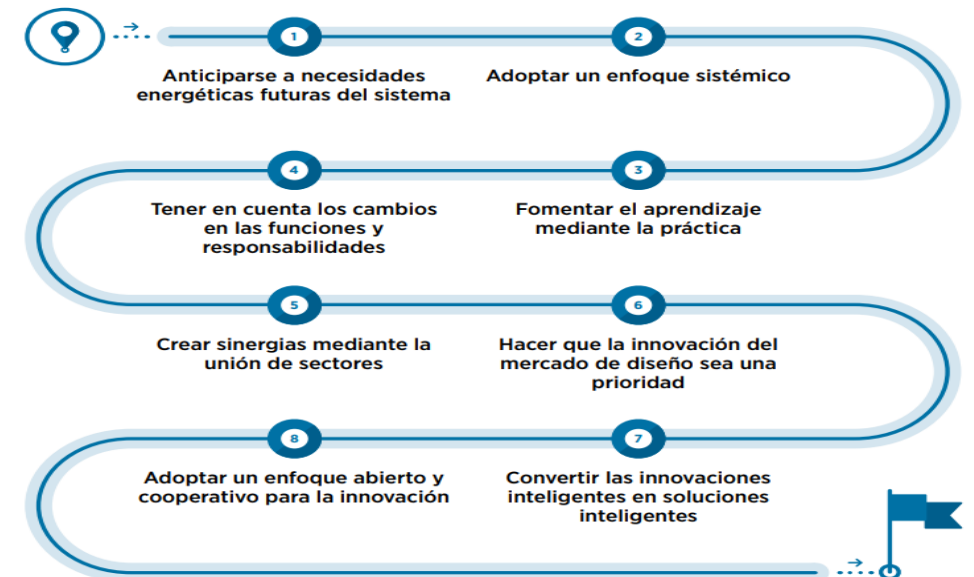 1
Anticiparse a necesidades
energéticas futuras del sistema
2
Adoptar un enfoque sistémico
3
Fomentar el aprendizaje
mediante la práctica
4
Tener en cuenta los cambios
en las funciones y
responsabilidades
5
Crear sinergias mediante la
unión de sectores
6
Hacer que la innovación del
mercado de diseño sea una
prioridad
7
Convertir las innovaciones
inteligentes en soluciones
inteligentes
8
Adoptar un enfoque abierto y
cooperativo para la innovación